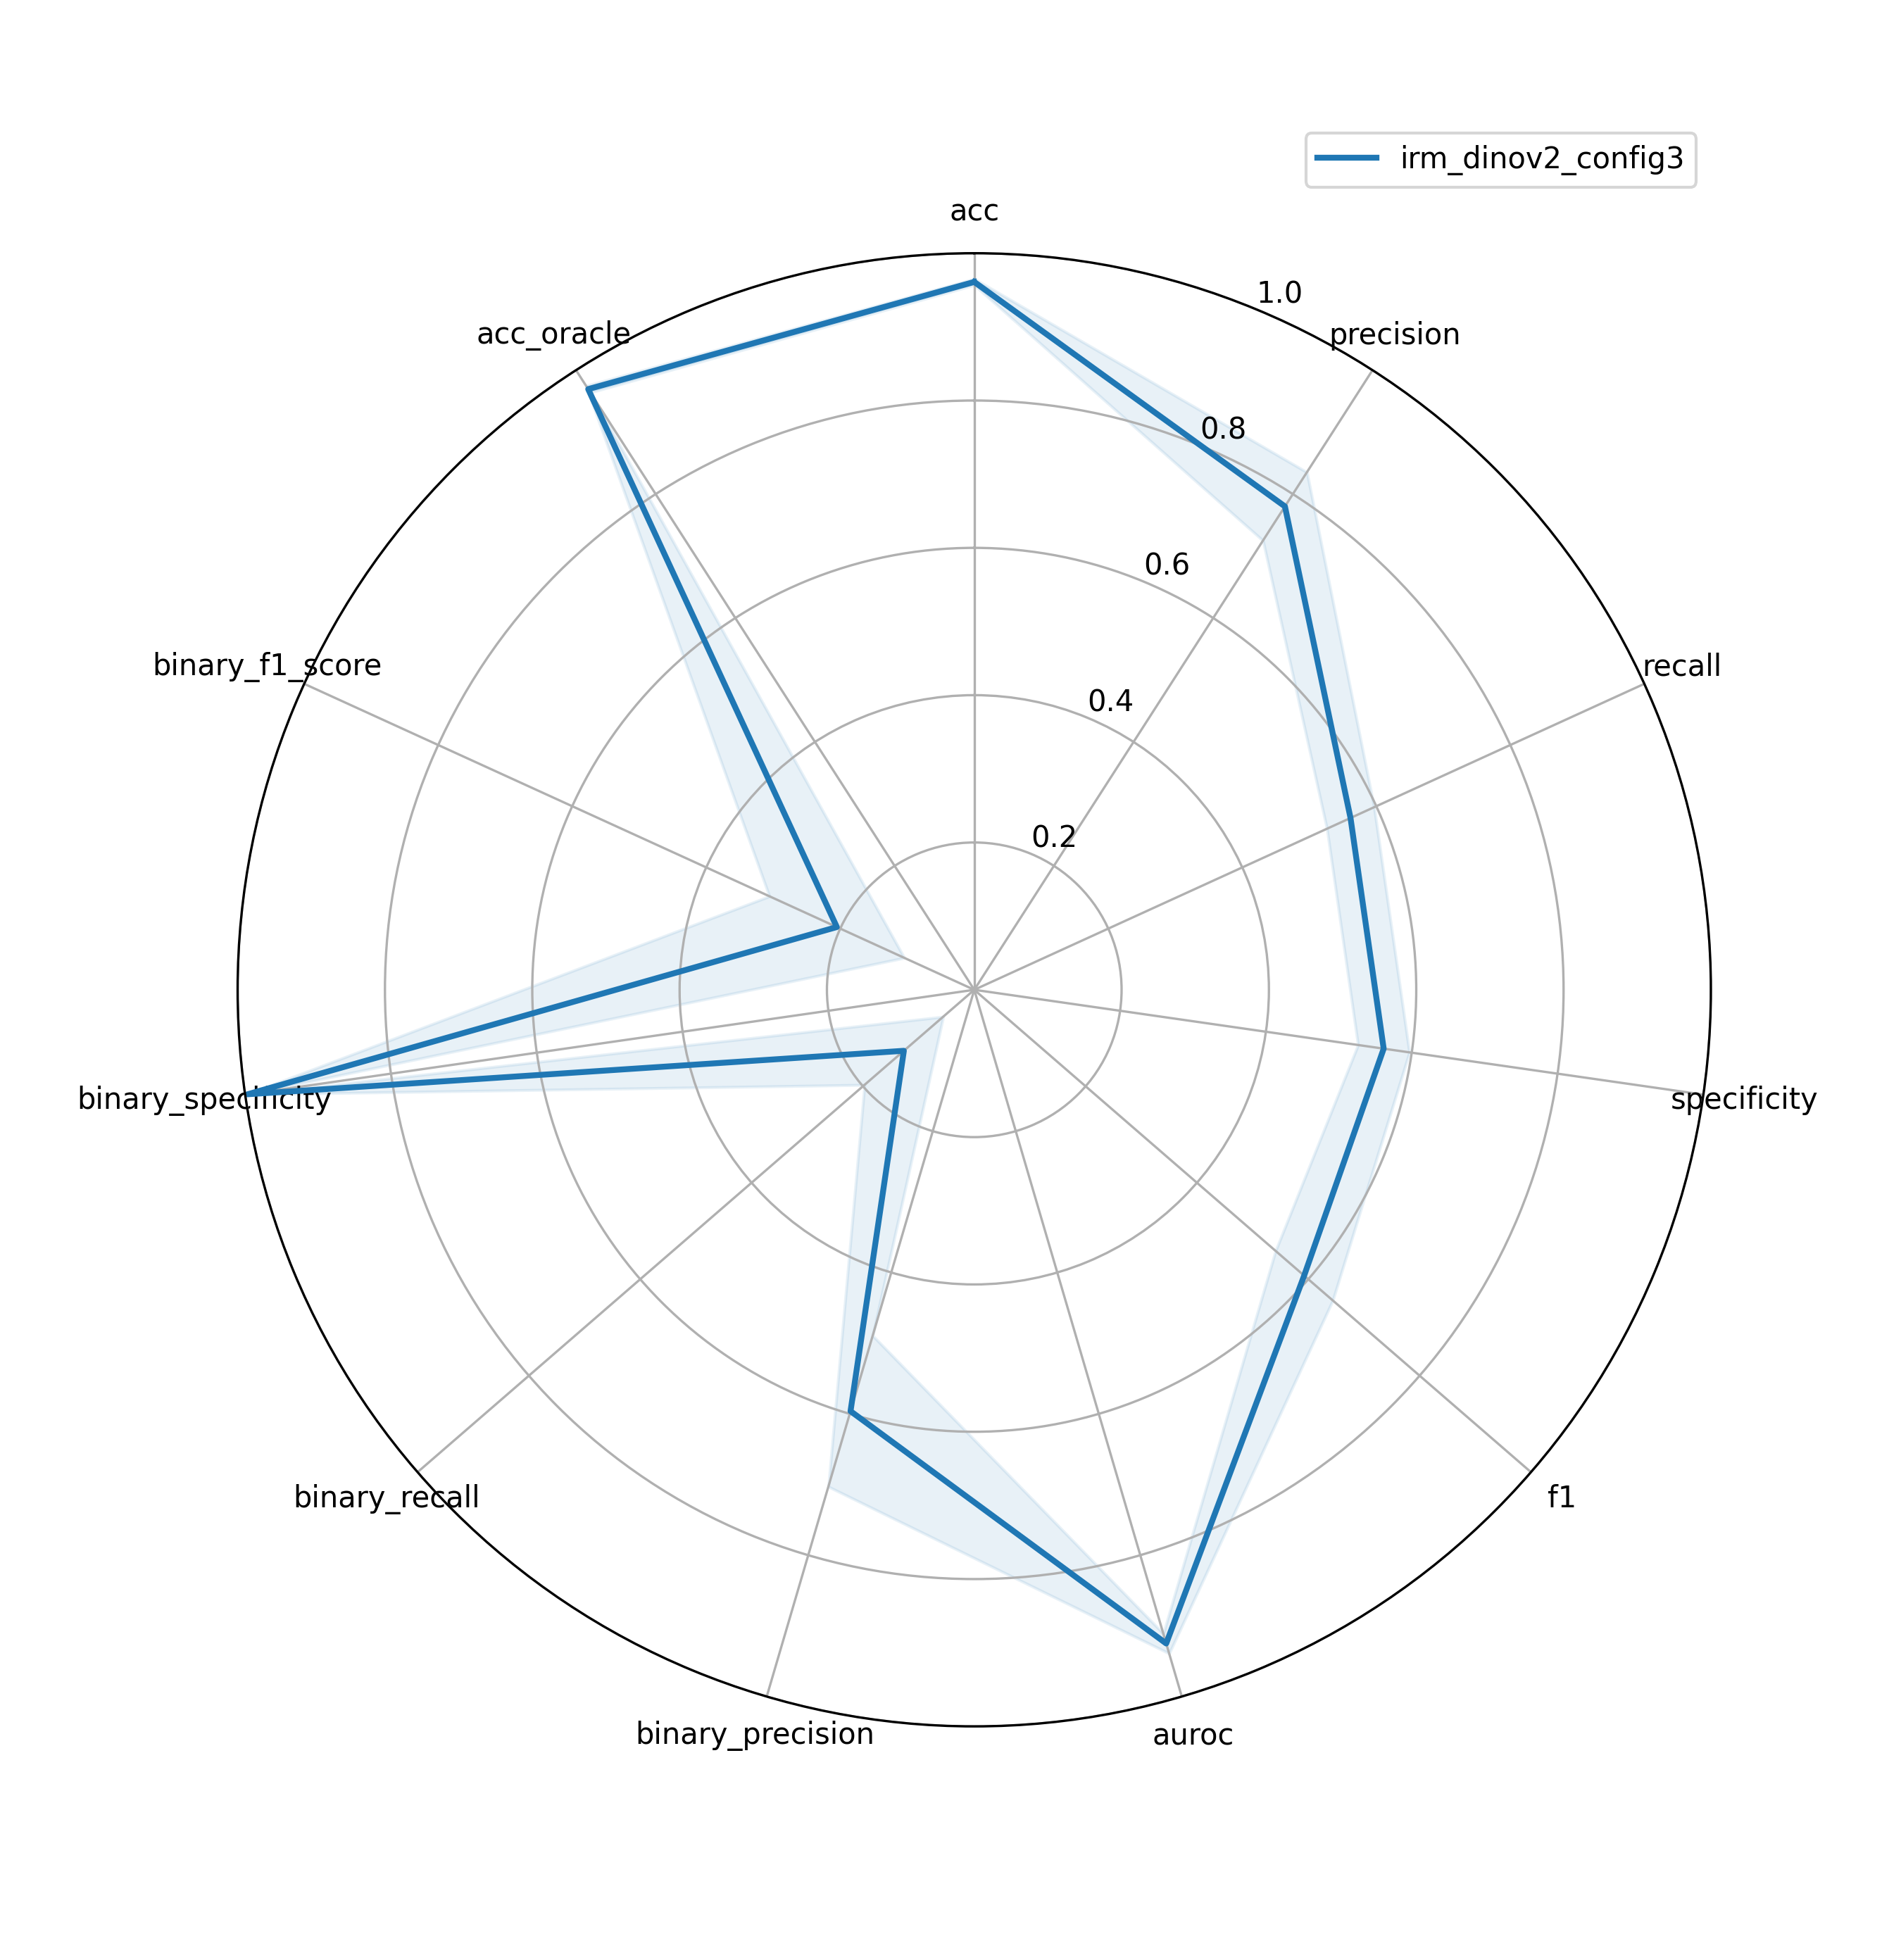 irm_dinov2_config3
acc
1.0
acc_oracle
precision
0.8
0.6
binary_f1_score
recall
0.4
0.2
binary_specificity
specificity
binary_recall
f1
binary_precision
auroc